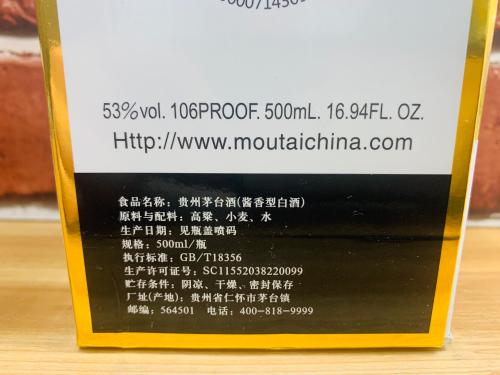 53%vol. 106PROOF. 500mL. 16.94FL. OZ.
Http://www.moutaichina.com
食品名称：贵州茅台酒(酱香型白酒)
原料与配料：高粱、小麦、水
生产日期：见瓶盖喷码
规格：500ml/瓶
执行标准：GB/T18356
生产许可证号：SC11552038220099
贮存条件：阴凉、干燥、密封保存
厂址(产地)：贵州省仁怀市茅台镇
邮编：564501 电话：400-818-9999